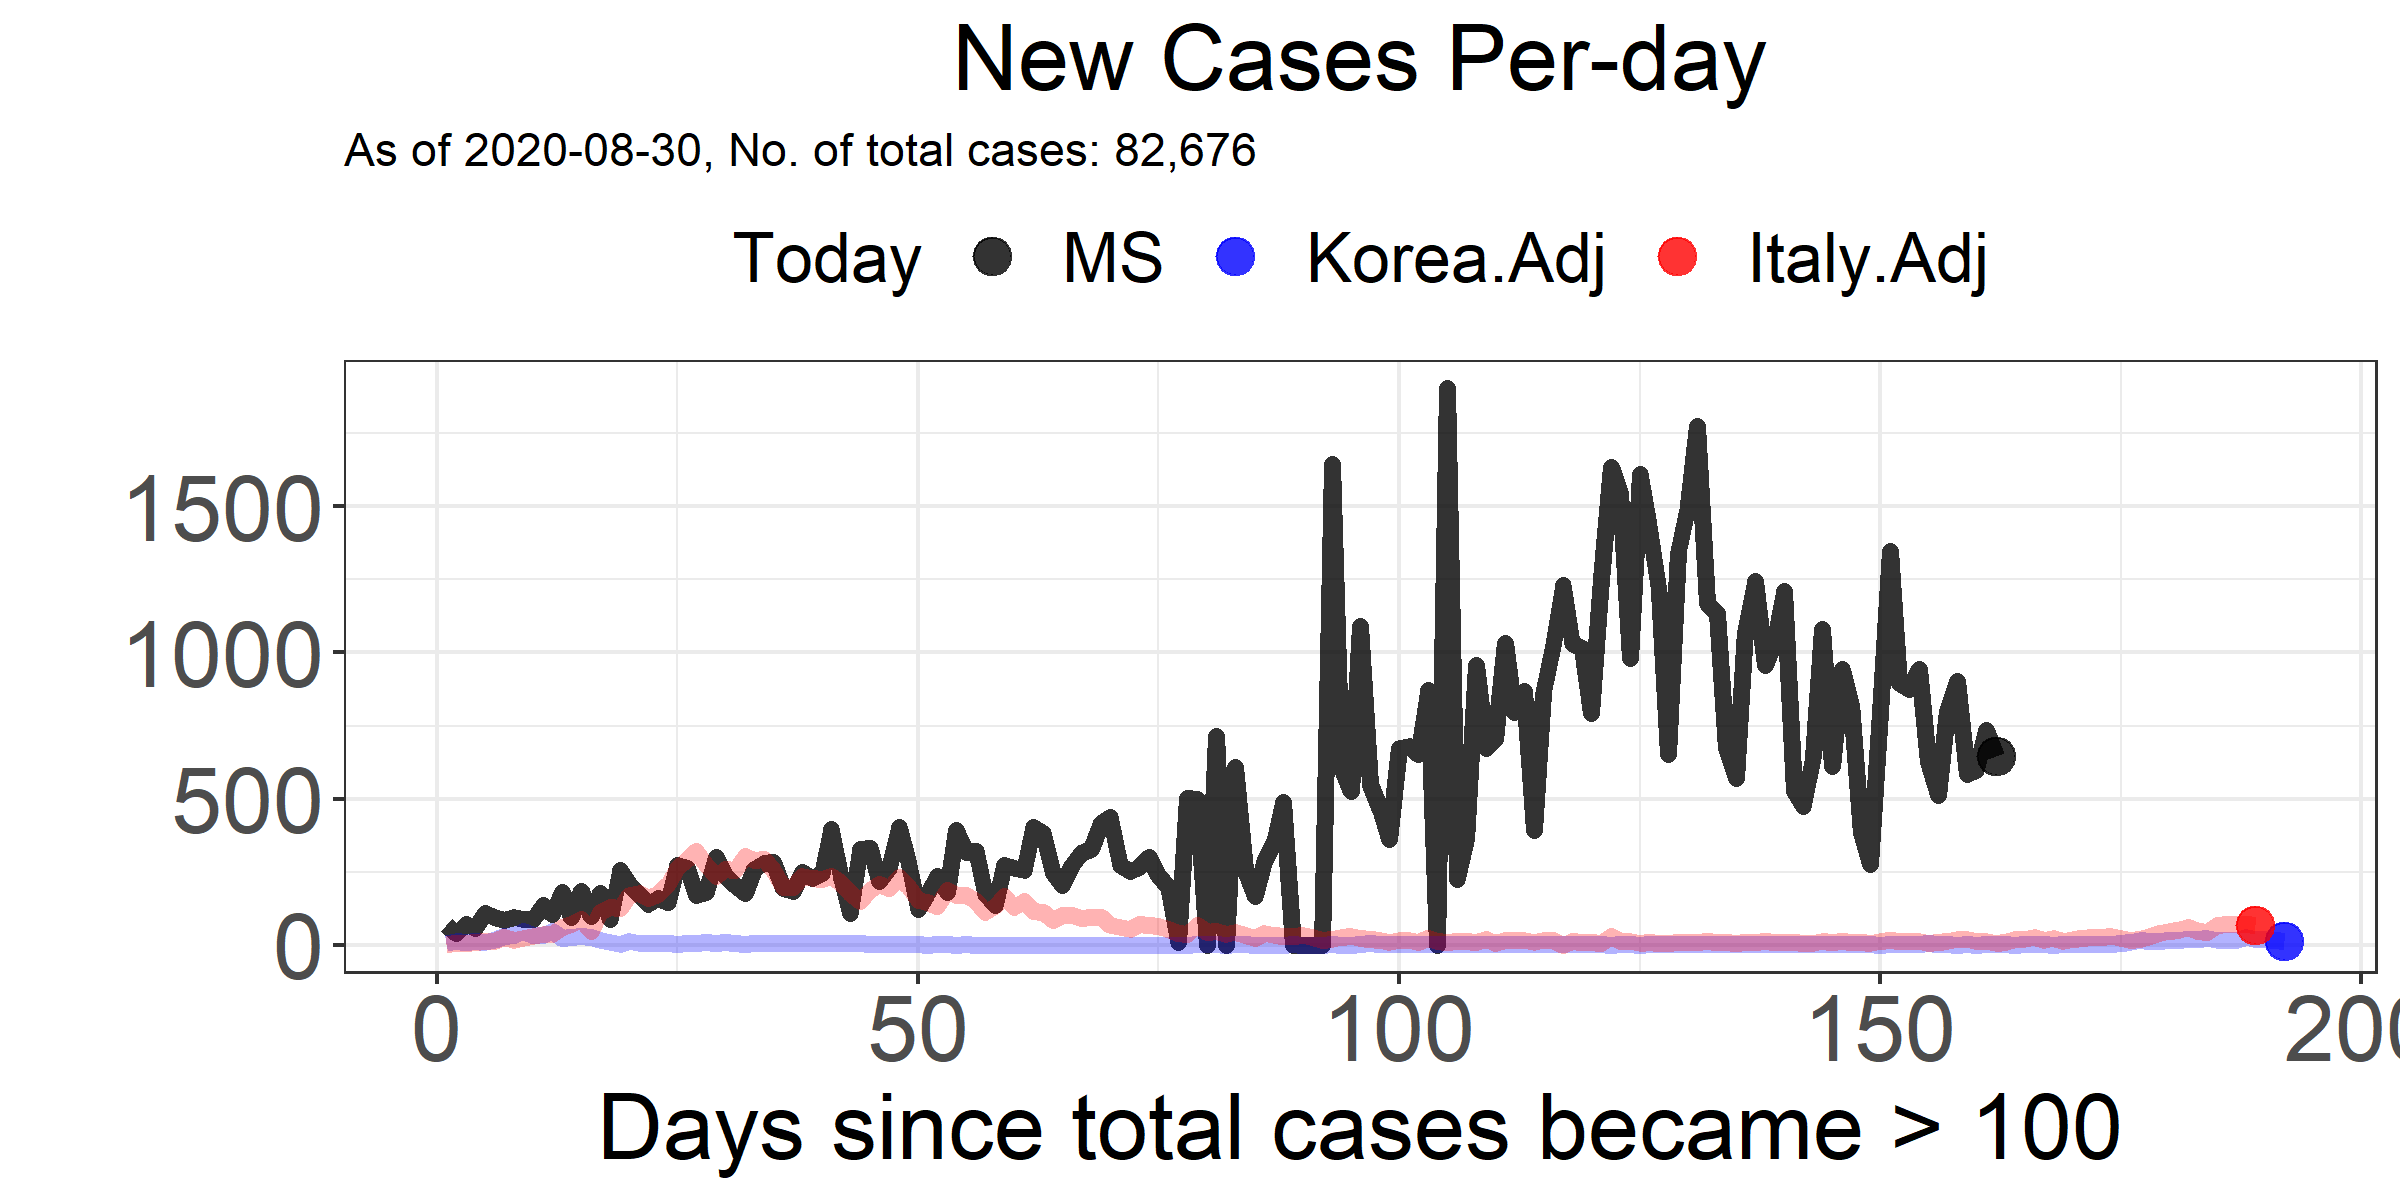 New Cases Per-day
As of 2020-08-30, No. of total cases: 82,676
Today MS Korea.Adj Italy.Adj
1500
1000
500
0
0 50 100 150 200
Days since total cases became > 100